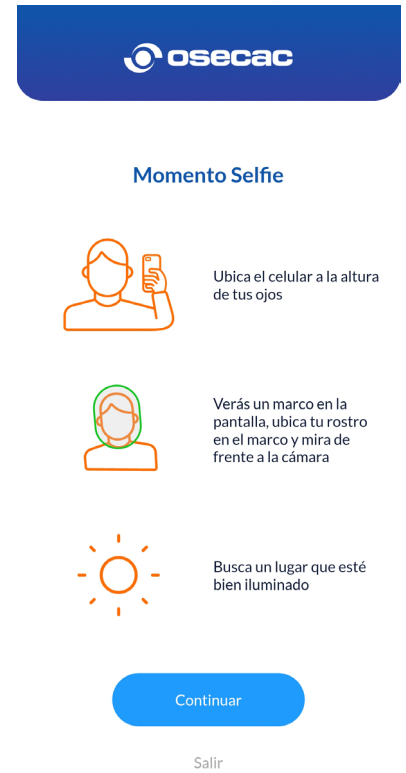 osecac
Momento Selfie
Ubica el celular a la altura
de tus ojos
Verás un marco en la
pantalla, ubica tu rostro
en el marco y mira de
frente a la cámara
Busca un lugar que esté
bien iluminado
Continuar
Salir